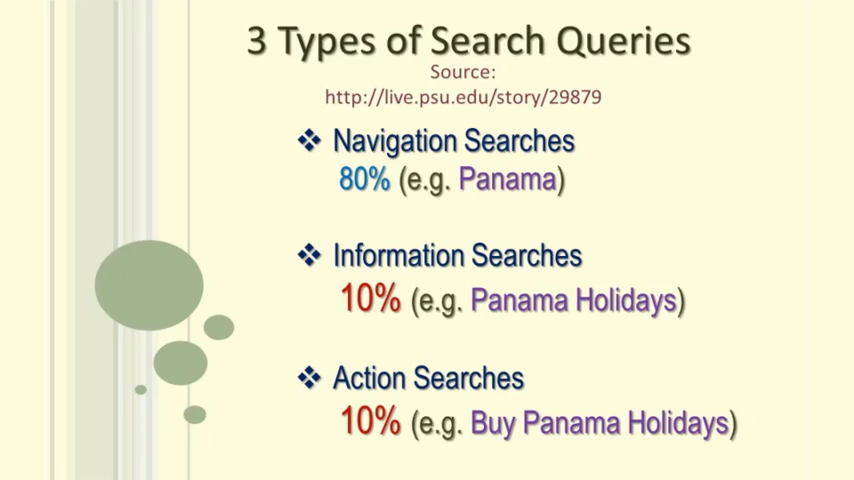 3 Types of Search Queries
Source:
http://live.psu.edu/story/29879
❖ Navigation Searches
80% (e.g. Panama)
❖ Information Searches
10% (e.g. Panama Holidays)
❖ Action Searches
10% (e.g. Buy Panama Holidays)